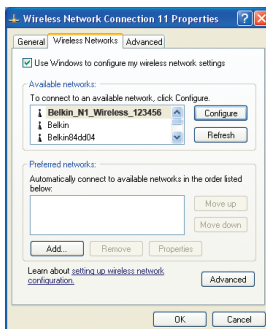 Wireless Network Connection 11 Properties
General Wireless Networks Advanced
Use Windows to configure my wireless network settings
Available networks:
To connect to an available network, click Configure.
Belkin_N1_Wireless_123456
Belkin
Belkin84dd04
Configure
Refresh
Preferred networks:
Automatically connect to available networks in the order listed
below:
Move up
Move down
Add... Remove Properties
Learn about setting up wireless network
configuration.
Advanced
OK Cancel